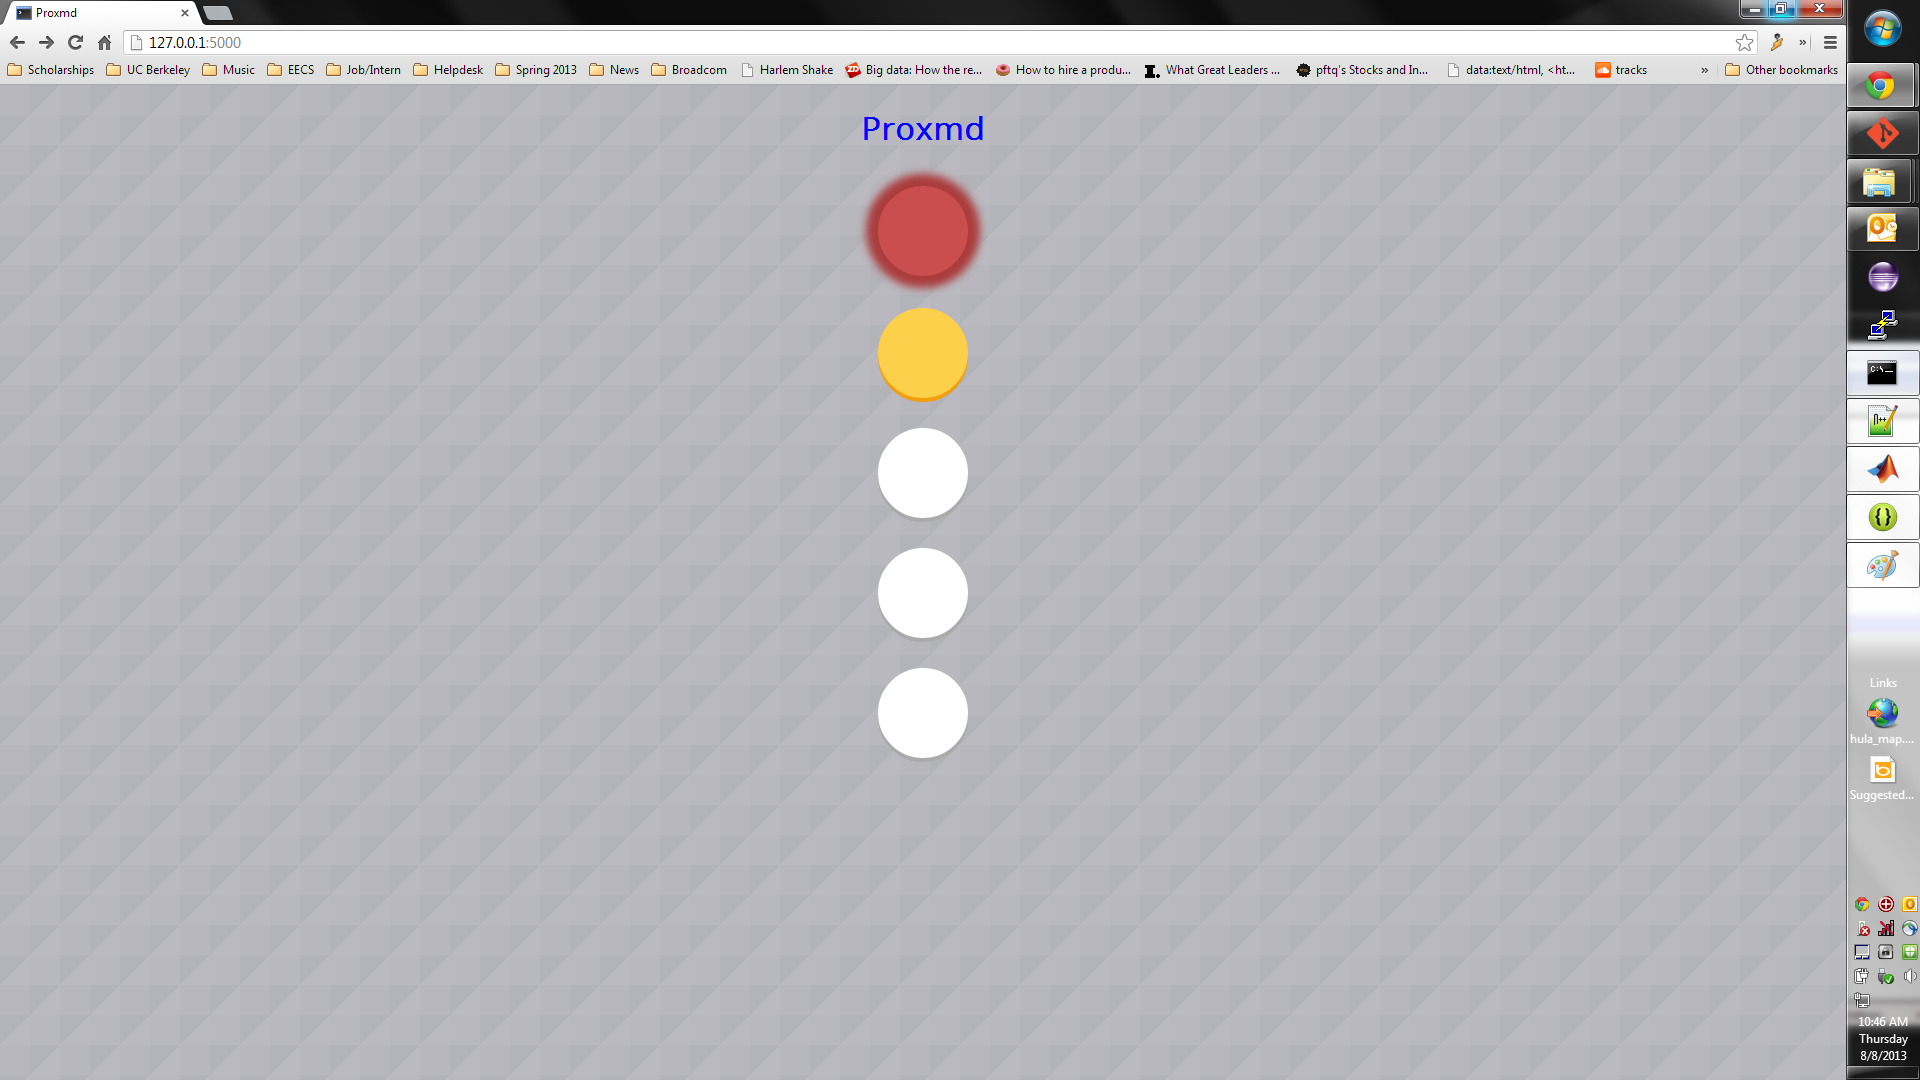 Proxmd
127.0.0.1:5000
Scholarships UC Berkeley Music EECS Job/Intern Helpdesk Spring 2013 News Broadcom Harlem Shake Big data: How the re... How to hire a produ... What Great Leaders ... pftq's Stocks and In... data:text/html, <ht... tracks » Other bookmarks
Proxmd
Links
hula_map....
Suggested...
10:46 AM
Thursday
8/8/2013